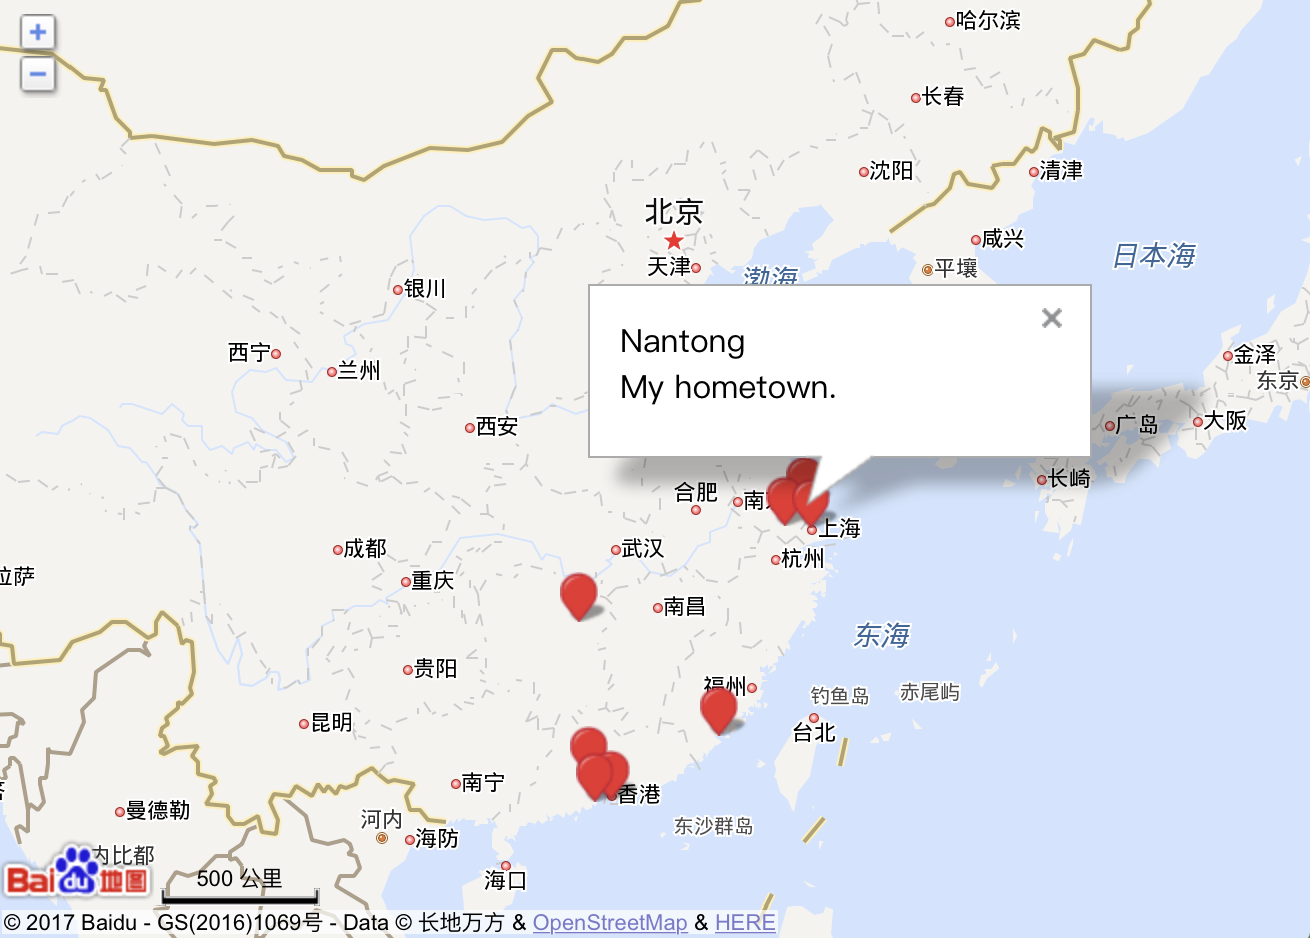 +
−
哈尔滨
长春
沈阳
清津
北京
咸兴
天津
平壤
日本海
渤海
银川
Nantong
My hometown.
西宁
兰州
金泽
东京
西安
广岛
大阪
长崎
合肥
上海
成都
武汉
杭州
重庆
拉萨
南昌
东海
贵阳
福州
钓鱼岛
赤尾屿
昆明
台北
南宁
香港
曼德勒
河内
东沙群岛
海防
内比都
Bai du 地图
500 公里
海口
© 2017 Baidu - GS(2016)1069号 - Data © 长地万方 & OpenStreetMap & HERE